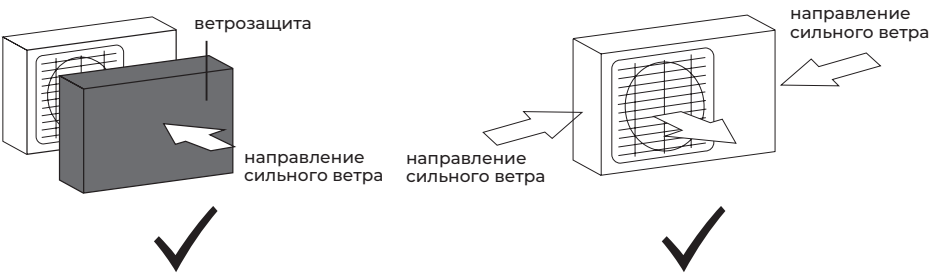 ветрозащита
направление
сильного ветра
направление
сильного ветра
направление
сильного ветра